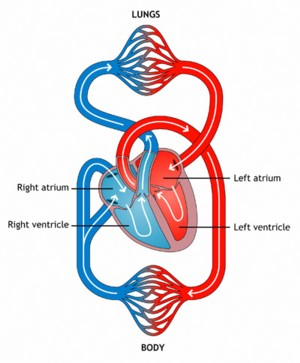 LUNGS
Right atrium
Left atrium
Right ventricle
Left ventricle
BODY